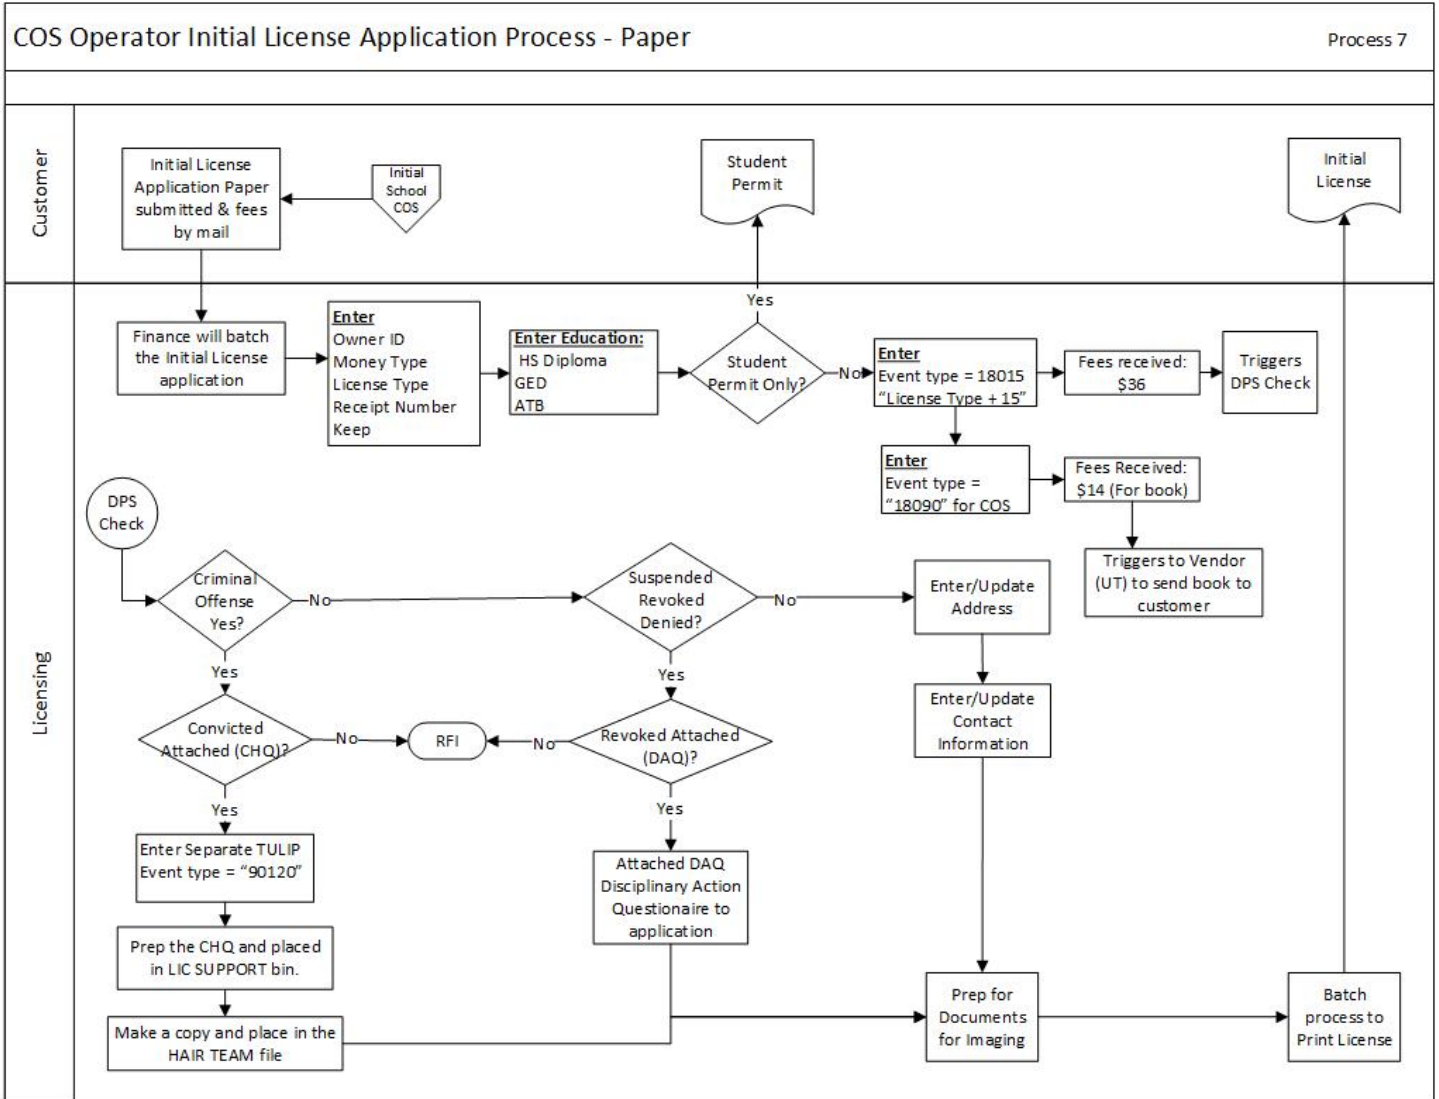 COS Operator Initial License Application Process - Paper
Process 7
Customer
Initial License
Application Paper
submitted & fees
by mail
Initial
School
COS
Student
Permit
Initial
License
Licensing
Finance will batch
the Initial License
application
Enter
Owner ID
Money Type
License Type
Receipt Number
Keep
Enter Education:
HS Diploma
GED
ATB
Yes
Student
Permit Only?
No
Enter
Event type = 18015
“License Type + 15”
Fees received:
$36
Triggers
DPS Check
Enter
Event type =
“18090” for COS
Fees Received:
$14 (For book)
Triggers to Vendor
(UT) to send book to
customer
DPS
Check
Criminal
Offense
Yes?
No
Suspended
Revoked
Denied?
No
Enter/Update
Address
Yes
Yes
Enter/Update
Contact
Information
Convicted
Attached (CHQ)?
No
RFI
No
Revoked Attached
(DAQ)?
Yes
Yes
Enter Separate TULIP
Event type = “90120”
Attached DAQ
Disciplinary Action
Questionaire to
application
Prep the CHQ and placed
in LIC SUPPORT bin.
Make a copy and place in the
HAIR TEAM file
Prep for
Documents
for Imaging
Batch
process to
Print License